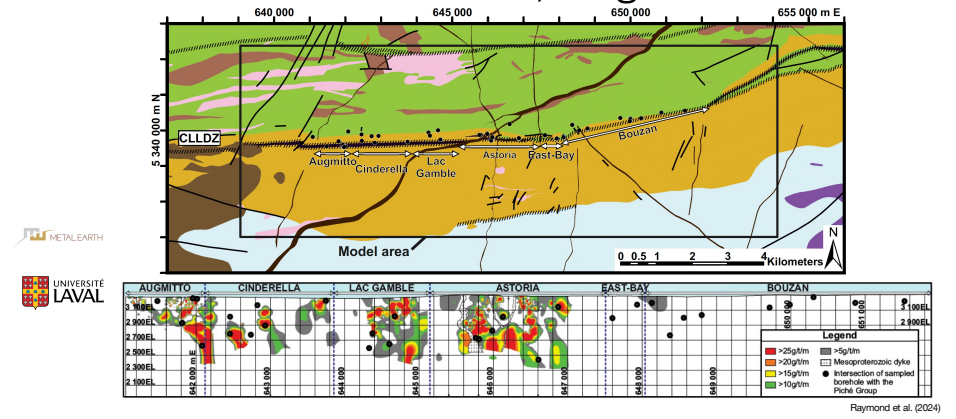 640 000 645 000 650 000 655 000 m E
5 340 000 m N
CLLDZ
Augmitto
Cinderella
Lac
Gamble
Astoria
East-Bay
Bouzan
Model area
N
0 0.5 1 2 3 4
Kilometers
METAL EARTH
UNIVERSITÉ
LAVAL
AUGMITTO CINDERELLA LAC GAMBLE ASTORIA EAST-BAY BOUZAN
3 100EL
2 900EL
2 700EL
2 500EL
2 300EL
2 100EL
3 100EL
2 900EL
642 000 m E
643 000
644 000
645 000
646 000
647 000
648 000
649 000
650 000
651 000
Legend
>25g/t/m
>20g/t/m
>15g/t/m
>10g/t/m
>5g/t/m
Mesoproterozoic dyke
Intersection of sampled
borehole with the
Piché Group
Raymond et al. (2024)